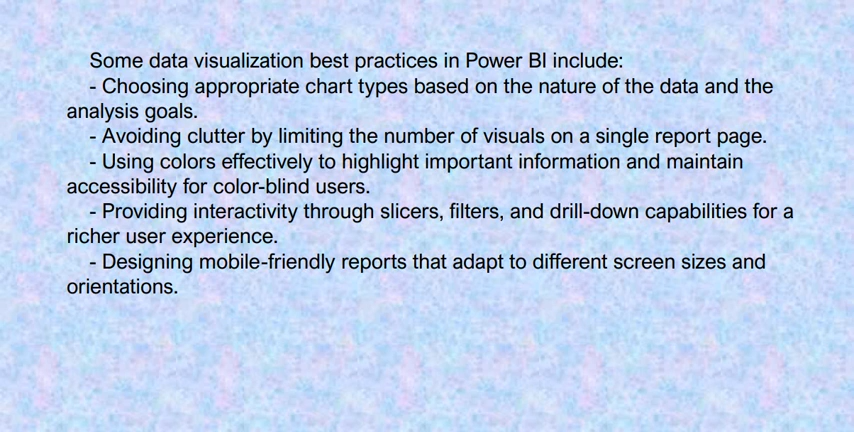 Some data visualization best practices in Power BI include:
- Choosing appropriate chart types based on the nature of the data and the
analysis goals.
- Avoiding clutter by limiting the number of visuals on a single report page.
- Using colors effectively to highlight important information and maintain
accessibility for color-blind users.
- Providing interactivity through slicers, filters, and drill-down capabilities for a
richer user experience.
- Designing mobile-friendly reports that adapt to different screen sizes and
orientations.